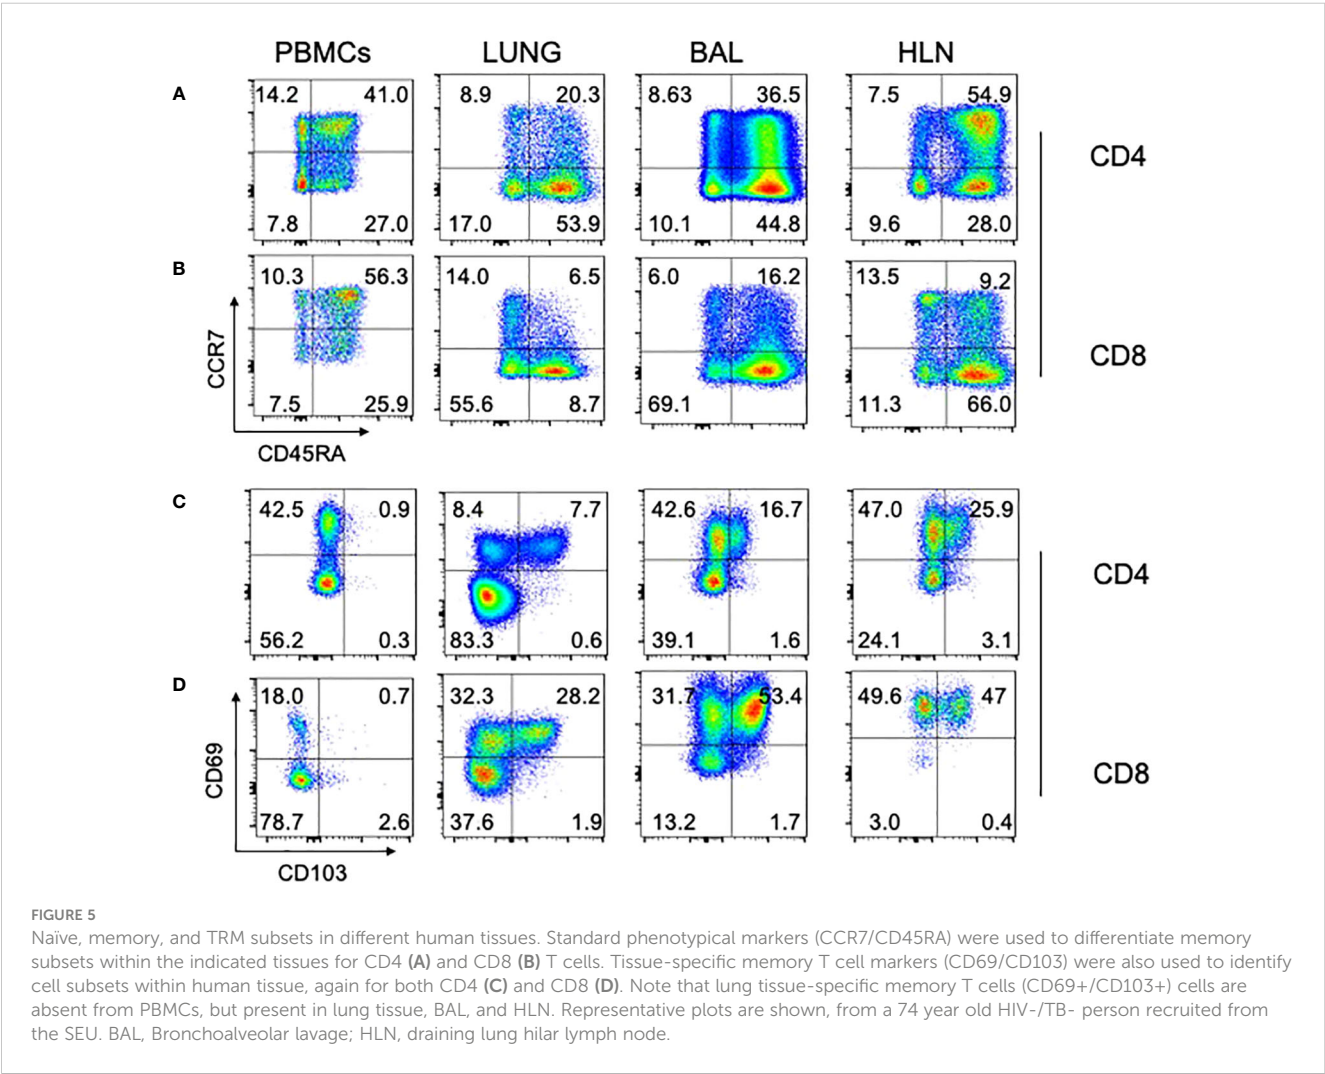 PBMCs LUNG BAL HLN
A
14.2 41.0 8.9 20.3 8.63 36.5 7.5 54.9
CD4
7.8 27.0 17.0 53.9 10.1 44.8 9.6 28.0
B
10.3 56.3 14.0 6.5 6.0 16.2 13.5 9.2
CCR7
CD8
7.5 25.9 55.6 8.7 69.1 11.3 66.0
CD45RA
C
42.5 0.9 8.4 7.7 42.6 16.7 47.0 25.9
CD4
56.2 0.3 83.3 0.6 39.1 1.6 24.1 3.1
D
18.0 0.7 32.3 28.2 31.7 53.4 49.6 47
CD69
CD8
78.7 2.6 37.6 1.9 13.2 1.7 3.0 0.4
CD103
FIGURE 5
Naïve, memory, and TRM subsets in different human tissues. Standard phenotypical markers (CCR7/CD45RA) were used to differentiate memory
subsets within the indicated tissues for CD4 (A) and CD8 (B) T cells. Tissue-specific memory T cell markers (CD69/CD103) were also used to identify
cell subsets within human tissue, again for both CD4 (C) and CD8 (D). Note that lung tissue-specific memory T cells (CD69+/CD103+) cells are
absent from PBMCs, but present in lung tissue, BAL, and HLN. Representative plots are shown, from a 74 year old HIV-/TB- person recruited from
the SEU. BAL, Bronchoalveolar lavage; HLN, draining lung hilar lymph node.